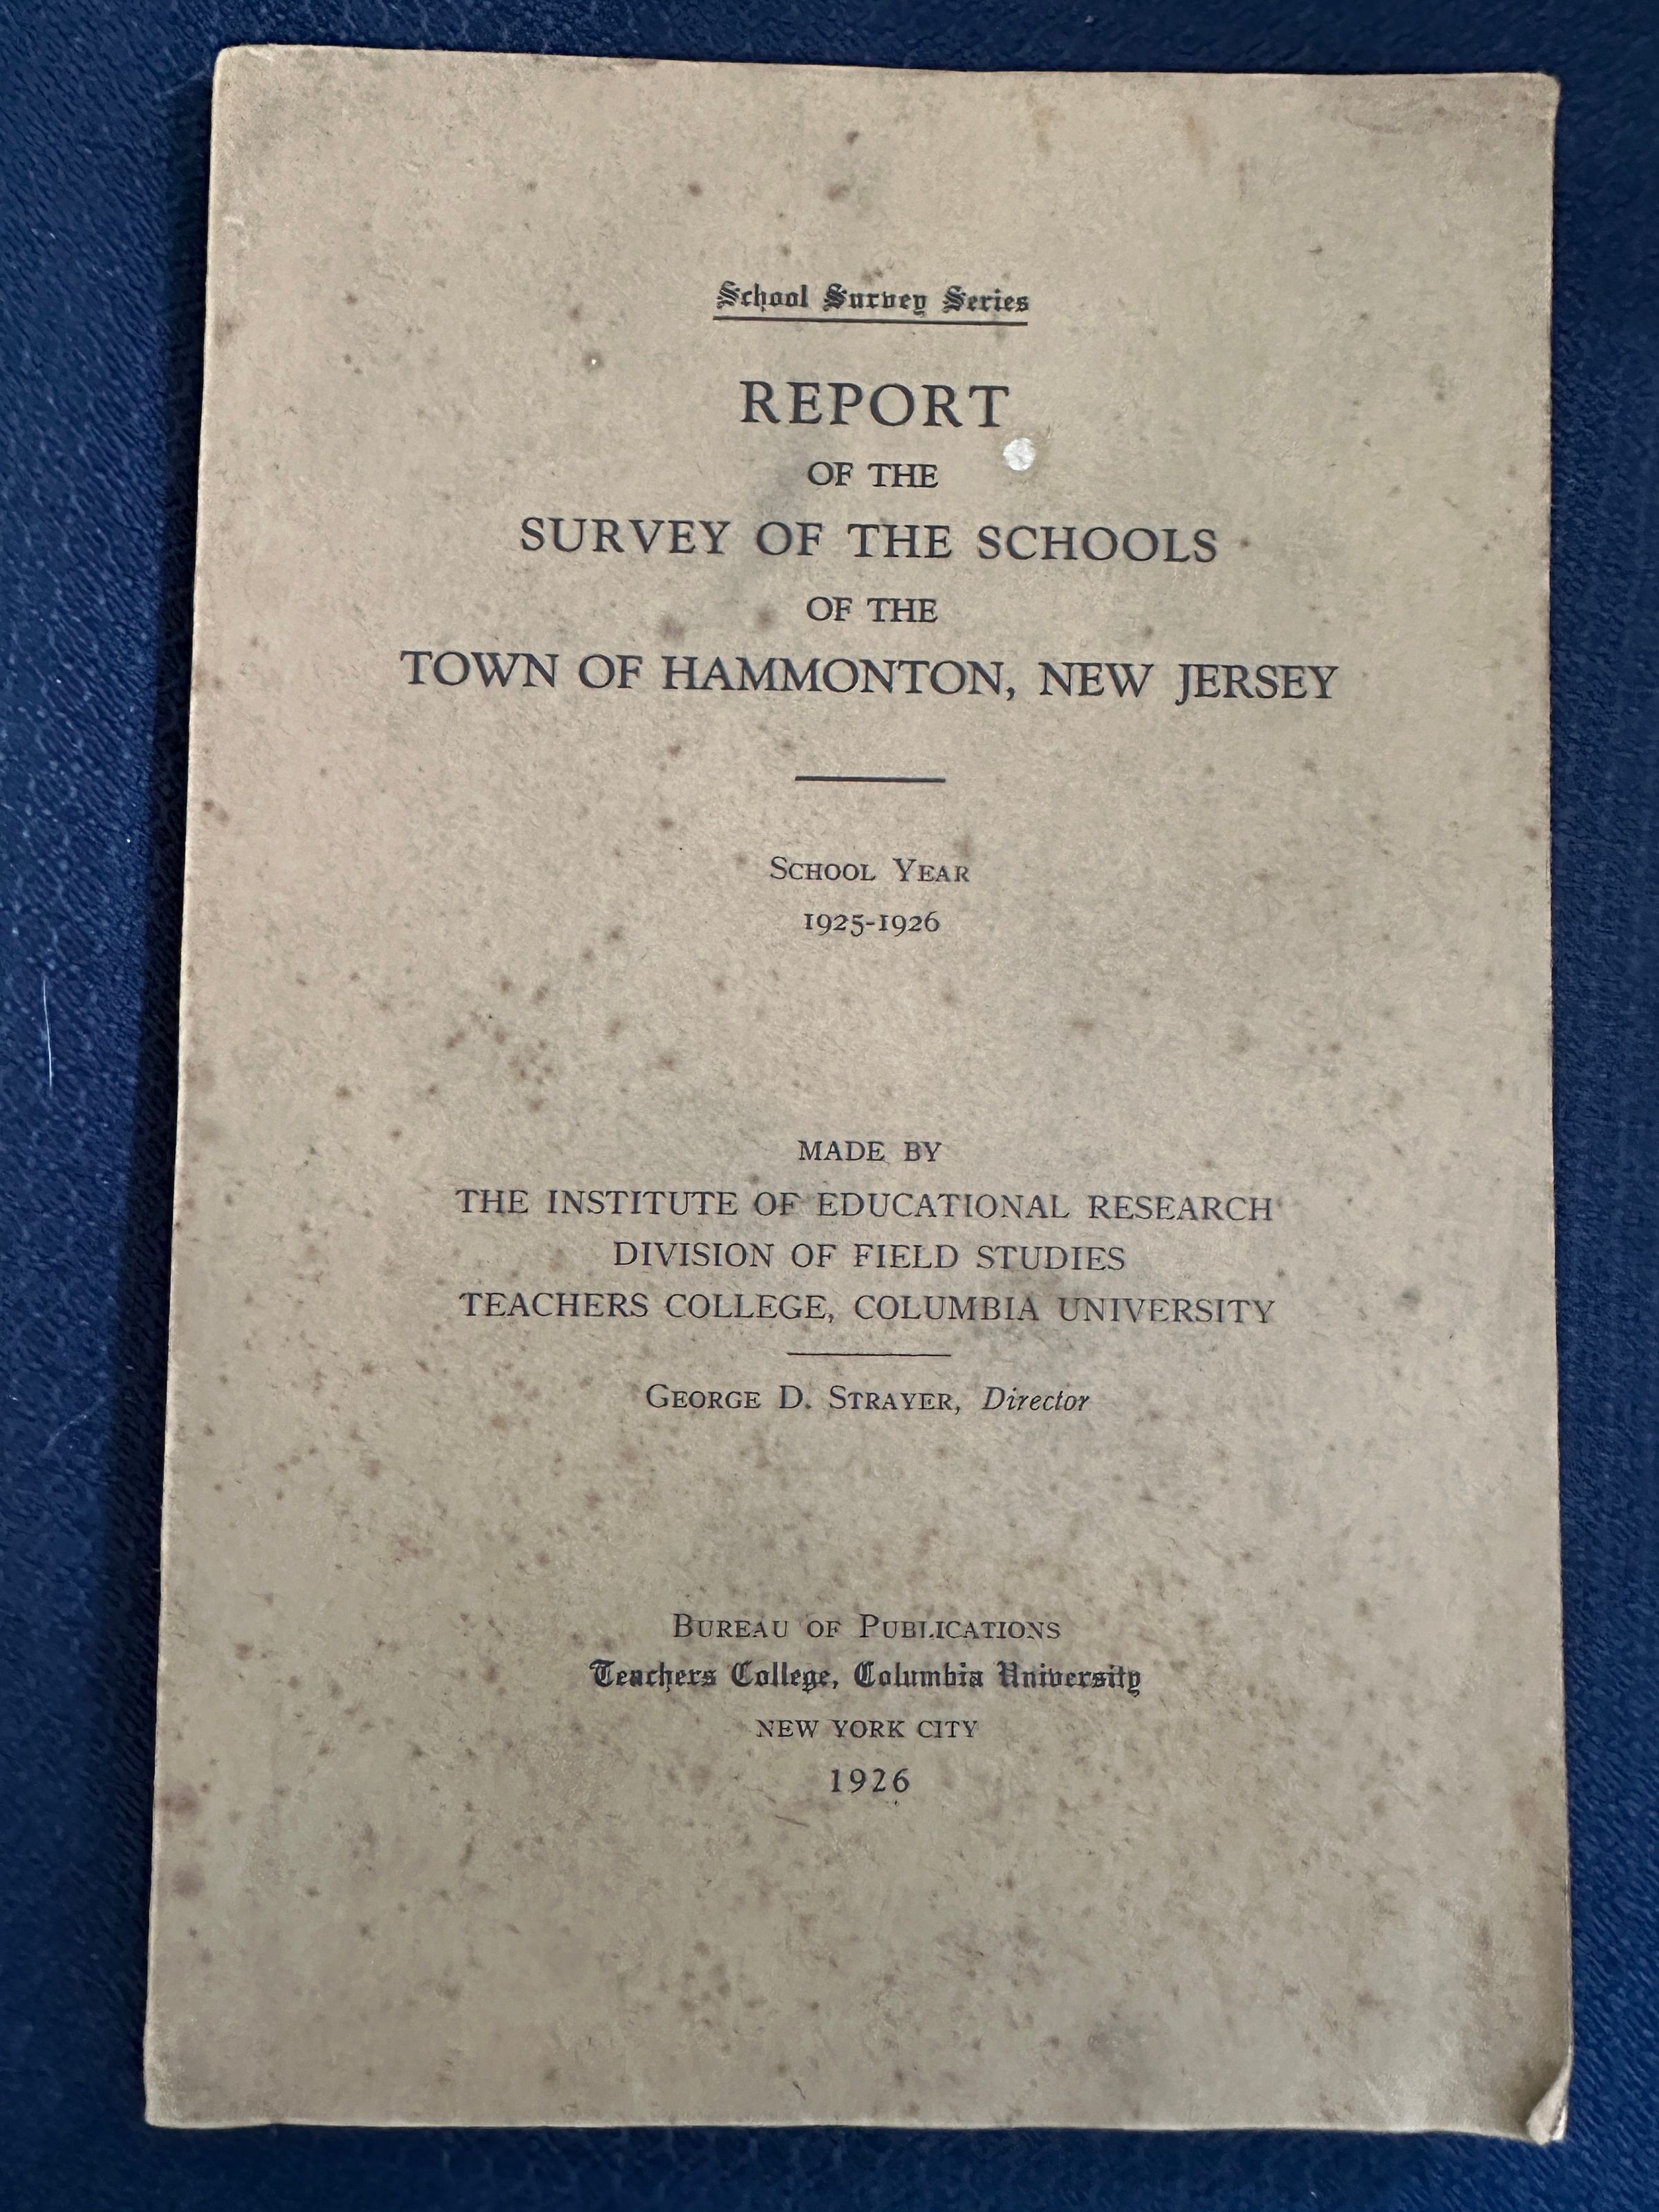 School Survey Series
REPORT
OF THE
SURVEY OF THE SCHOOLS
OF THE
TOWN OF HAMMONTON, NEW JERSEY
SCHOOL YEAR
1925-1926
MADE BY
THE INSTITUTE OF EDUCATIONAL RESEARCH
DIVISION OF FIELD STUDIES
TEACHERS COLLEGE, COLUMBIA UNIVERSITY
GEORGE D. STRAYER, Director
BUREAU OF PUBLICATIONS
Teachers College, Columbia University
NEW YORK CITY
1926